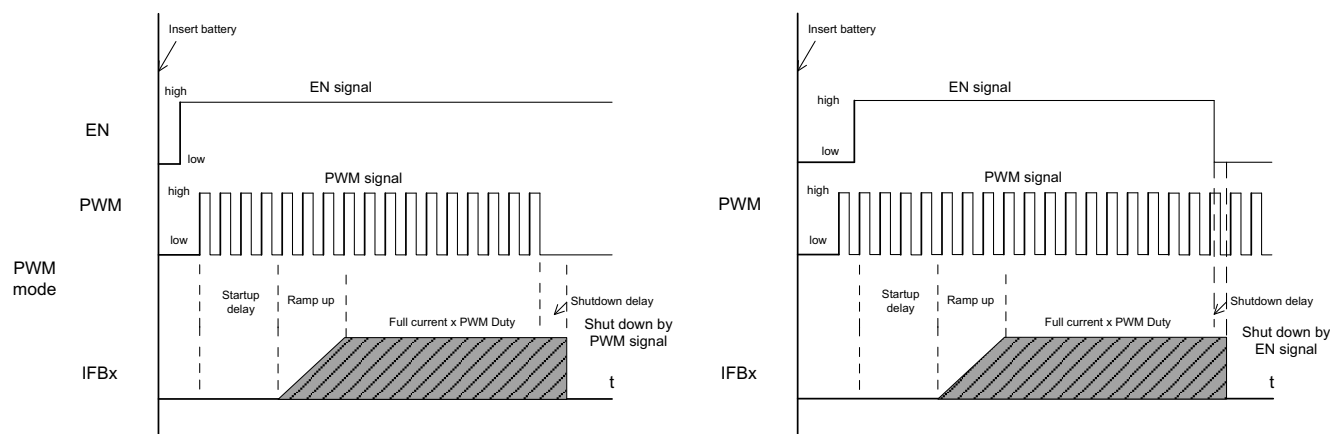 Insert battery
high
EN signal
EN
low
high
PWM signal
PWM
low
PWM
mode
Startup
delay
Ramp up
Shutdown delay
Full current x PWM Duty
Shut down by
PWM signal
IFBx
t
Insert battery
high
EN signal
low
high
PWM signal
PWM
low
Startup
delay
Ramp up
Shutdown delay
Full current x PWM Duty
Shut down by
EN signal
IFBx
t